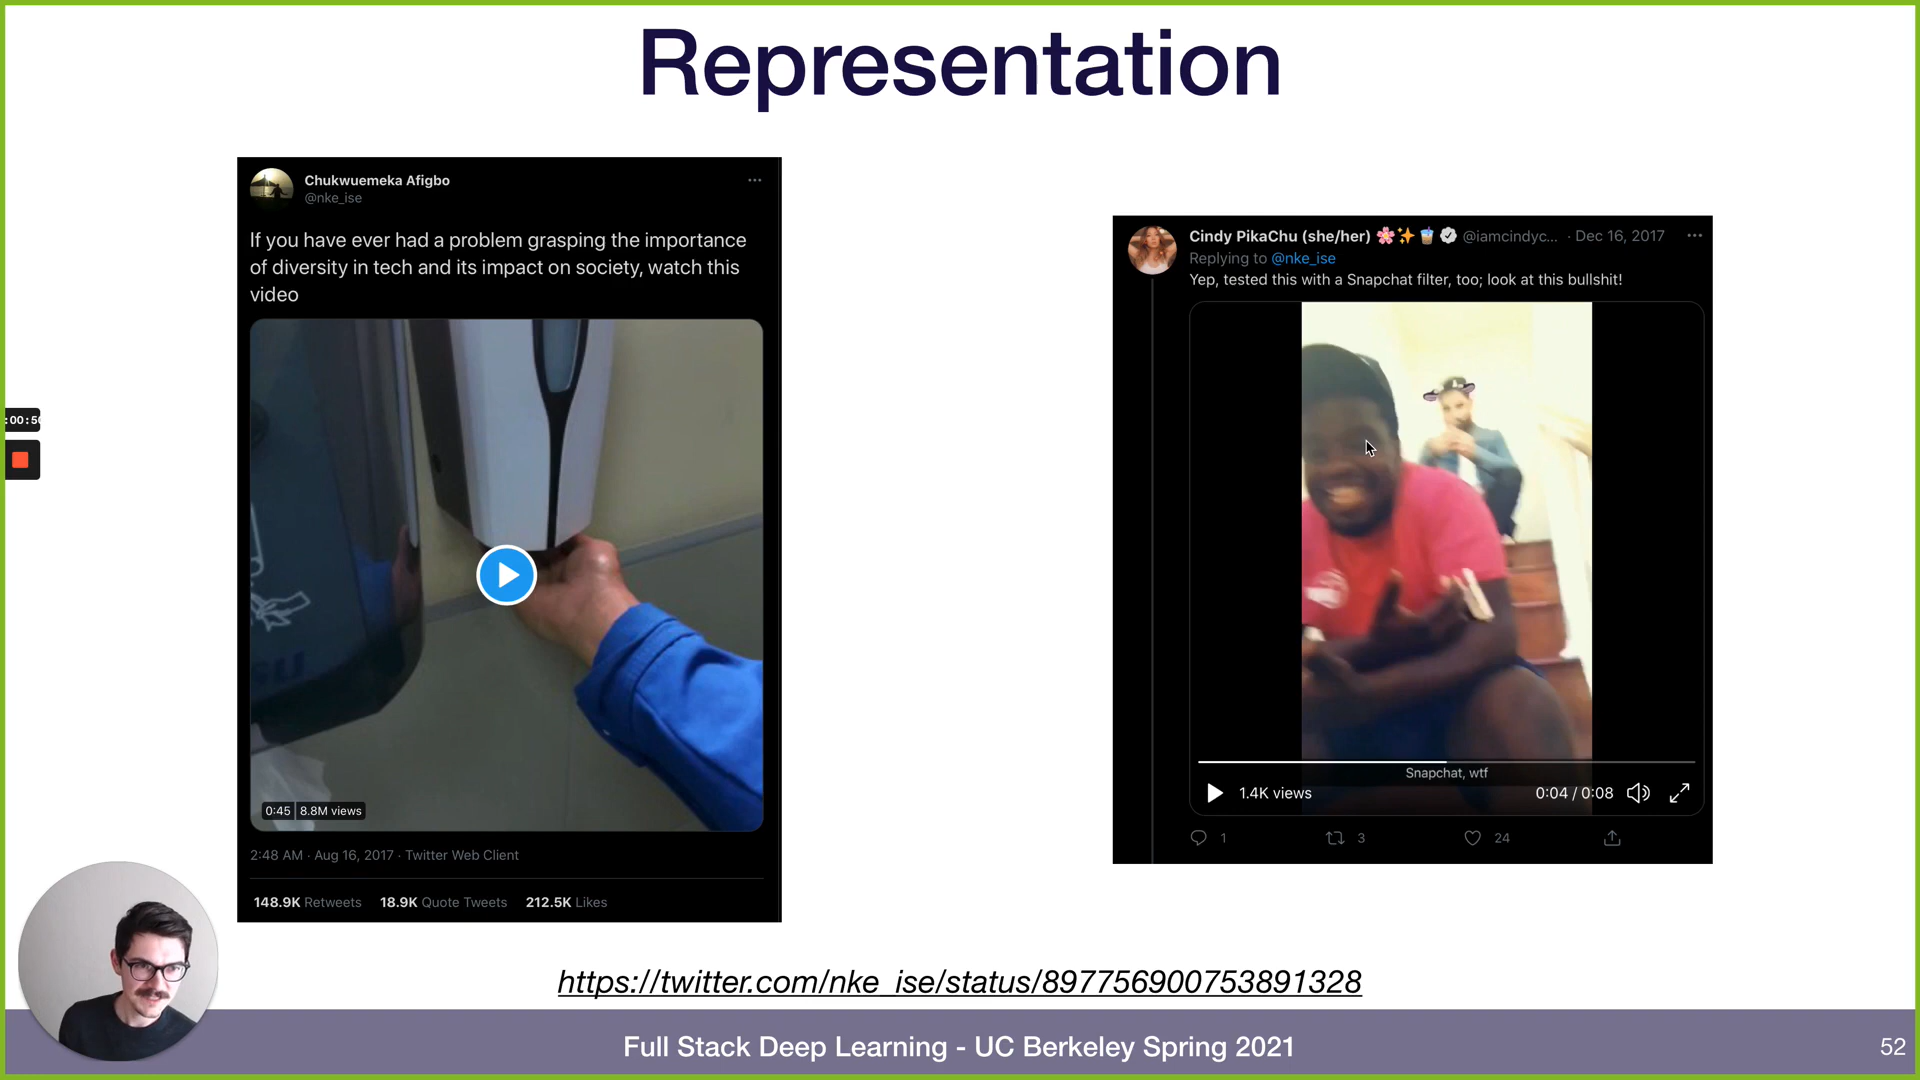 Representation
Chukwuemeka Afigbo
@nke_ise
If you have ever had a problem grasping the importance
of diversity in tech and its impact on society, watch this
video
0:45 8.8M views
2:48 AM · Aug 16, 2017 · Twitter Web Client
148.9K Retweets 18.9K Quote Tweets 212.5K Likes
Cindy PikaChu (she/her) 🌸✨🧋 @iamcindyc... · Dec 16, 2017
Replying to @nke_ise
Yep, tested this with a Snapchat filter, too; look at this bullshit!
Snapchat, wtf
1.4K views 0:04 / 0:08
1 3 24
https://twitter.com/nke_ise/status/897756900753891328
Full Stack Deep Learning - UC Berkeley Spring 2021
52